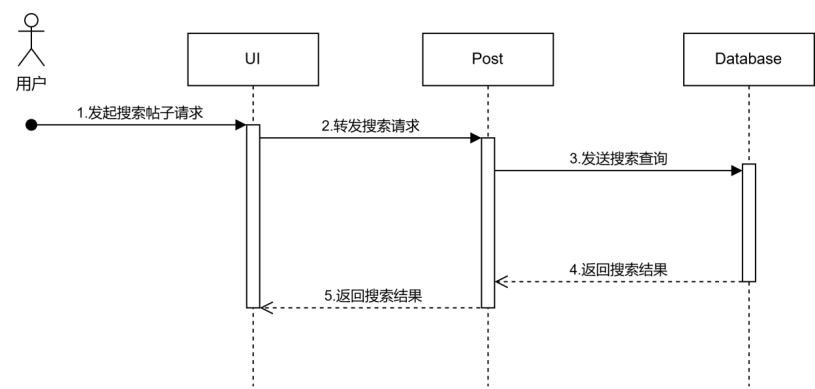 用户
UI
Post
Database
1.发起搜索帖子请求
2.转发搜索请求
3.发送搜索查询
4.返回搜索结果
5.返回搜索结果